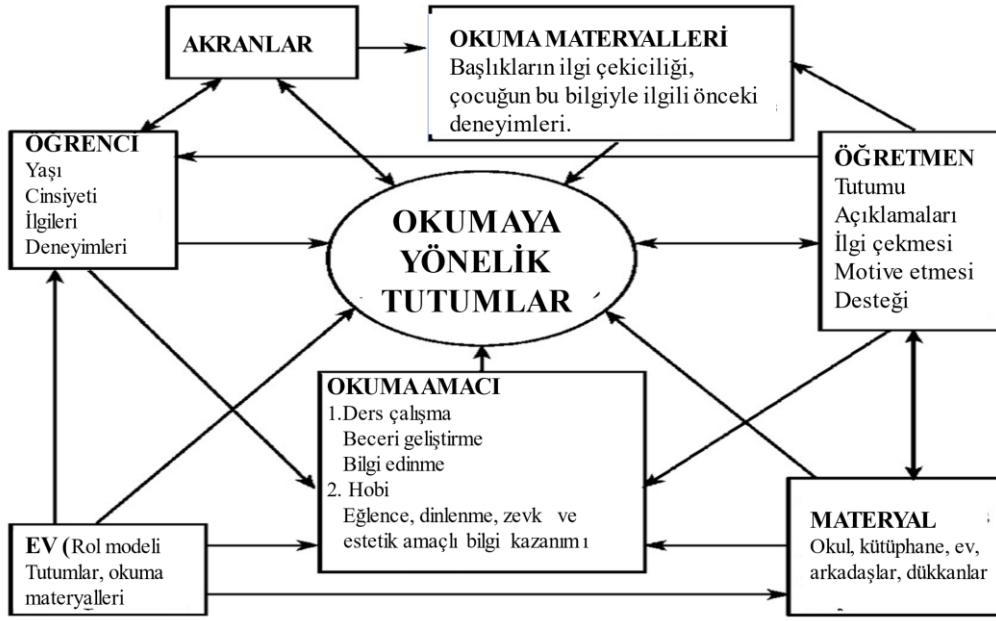 AKRANLAR
OKUMA MATERYALLERİ
Başlıkların ilgi çekiciliği,
çocuğun bu bilgiyle ilgili önceki
deneyimleri.
ÖĞRENCI
Yaşı
Cinsiyeti
İlgileri
Deneyimleri
OKUMAYA
YÖNELİK
TUTUMLAR
ÖĞRETMEN
Tutumu
Açıklamaları
İlgi çekmesi
Motive etmesi
Desteği
OKUMA AMACI
1.Ders çalışma
Beceri geliştirme
Bilgi edinme
2. Hobi
Eğlence, dinlenme, zevk ve
estetik amaçlı bilgi kazanımı
EV (Rol modeli
Tutumlar, okuma
materyalleri
MATERYAL
Okul, kütüphane, ev,
arkadaşlar, dükkanlar